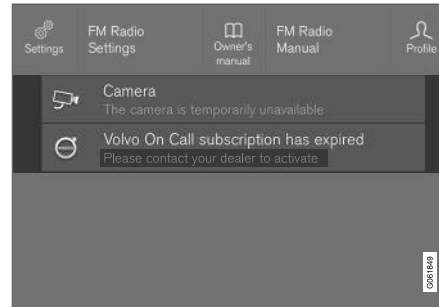 Settings
FM Radio
Settings
Owner's
manual
FM Radio
Manual
Profile
Camera
The camera is temporarily unavailable
Volvo On Call subscription has expired
Please contact your dealer to activate
G061849